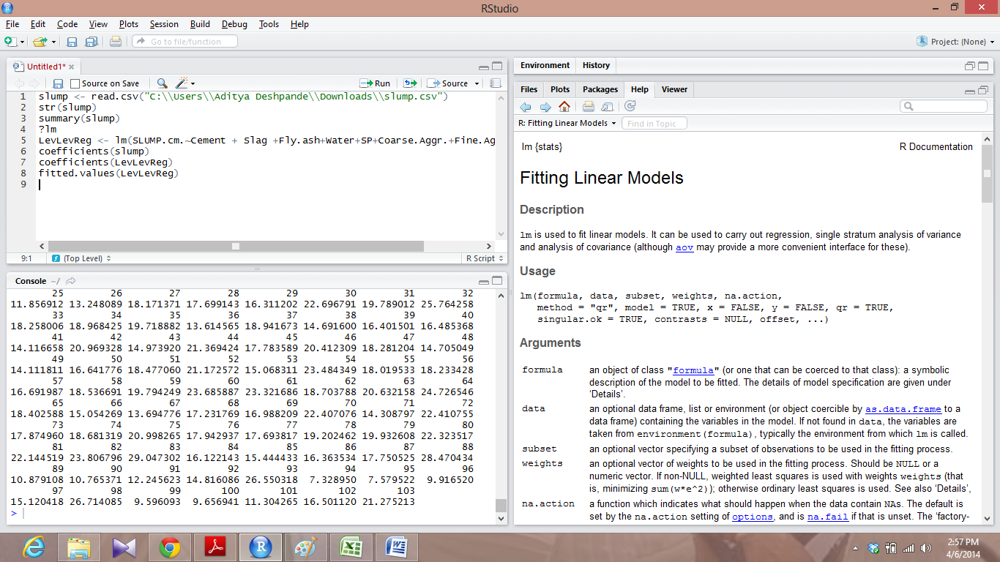 RStudio
File Edit Code View Plots Session Build Debug Tools Help
Go to file/function
Project: (None)
Untitled1*
Source on Save
Run
Source
1 slump <- read.csv("C:\\Users\\Aditya Deshpande\\Downloads\\slump.csv")
2 str(slump)
3 summary(slump)
4 ?lm
5 LevLevReg <- lm(SLUMP.cm.~Cement + Slag +Fly.ash+Water+SP+Coarse.Aggr.+Fine.Ag
6 coefficients(slump)
7 coefficients(LevLevReg)
8 fitted.values(LevLevReg)
9
9:1 (Top Level) R Script
Console ~/
25 26 27 28 29 30 31 32
11.856912 13.248089 18.171371 17.699143 16.311202 22.696791 19.789012 25.764258
33 34 35 36 37 38 39 40
18.258006 18.968425 19.718882 13.614565 18.941673 14.691600 16.401501 16.485368
41 42 43 44 45 46 47 48
14.116658 20.969328 14.973920 21.369424 17.783589 20.412309 18.281204 14.705049
49 50 51 52 53 54 55 56
14.111811 16.641776 18.477060 21.172572 15.068311 23.484349 18.019533 18.233428
57 58 59 60 61 62 63 64
16.691987 18.536691 19.794249 23.685887 23.321686 18.703788 20.632158 24.726546
65 66 67 68 69 70 71 72
18.402588 15.054269 13.694776 17.231769 16.988209 22.407076 14.308797 22.410755
73 74 75 76 77 78 79 80
17.874960 18.681319 20.998265 17.942937 17.693817 19.202462 19.932608 22.323517
81 82 83 84 85 86 87 88
22.144519 23.806796 29.047302 16.122143 15.444433 16.363534 17.750525 28.470434
89 90 91 92 93 94 95 96
10.879108 10.765371 12.245623 14.816086 26.550318 7.328950 7.579522 9.916520
97 98 99 100 101 102 103
15.120418 26.714085 9.596093 9.656941 11.304265 16.501120 21.275213
>
Environment History
Files Plots Packages Help Viewer
R: Fitting Linear Models Find in Topic
lm {stats} R Documentation
Fitting Linear Models
Description
lm is used to fit linear models. It can be used to carry out regression, single stratum analysis of variance
and analysis of covariance (although aov may provide a more convenient interface for these).
Usage
lm(formula, data, subset, weights, na.action,
method = "qr", model = TRUE, x = FALSE, y = FALSE, qr = TRUE,
singular.ok = TRUE, contrasts = NULL, offset, ...)
Arguments
formula an object of class "formula" (or one that can be coerced to that class): a symbolic
description of the model to be fitted. The details of model specification are given under
‘Details’.
data an optional data frame, list or environment (or object coercible by as.data.frame to a
data frame) containing the variables in the model. If not found in data, the variables are
taken from environment(formula), typically the environment from which lm is called.
subset an optional vector specifying a subset of observations to be used in the fitting process.
weights an optional vector of weights to be used in the fitting process. Should be NULL or a
numeric vector. If non-NULL, weighted least squares is used with weights weights (that
is, minimizing sum(w*e^2)); otherwise ordinary least squares is used. See also ‘Details’,
na.action a function which indicates what should happen when the data contain NAs. The default is
set by the na.action setting of options, and is na.fail if that is unset. The ‘factory-
2:57 PM
4/6/2014